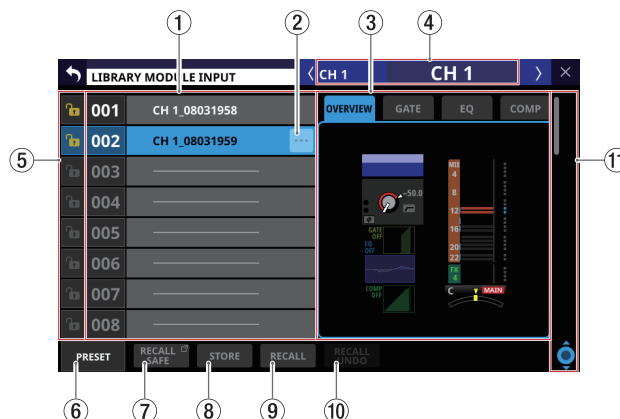 1 2 3 4
LIBRARY MODULE INPUT CH 1 CH 1
001 CH 1_08031958 OVERVIEW GATE EQ COMP
002 CH 1_08031959
003
004
005
006
007
008
MIX
4
8
12
16
20
22
FX
4
C MAIN
-50.0
GATE
OFF
EQ
OFF
COMP
OFF
5
11
PRESET
RECALL
SAFE
STORE
RECALL
RECALL
UNDO
6 7 8 9 10